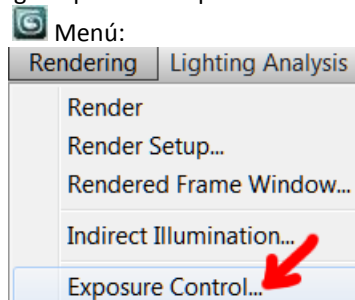 Menú:
Rendering Lighting Analysis
Render
Render Setup...
Rendered Frame Window...
Indirect Illumination...
Exposure Control...